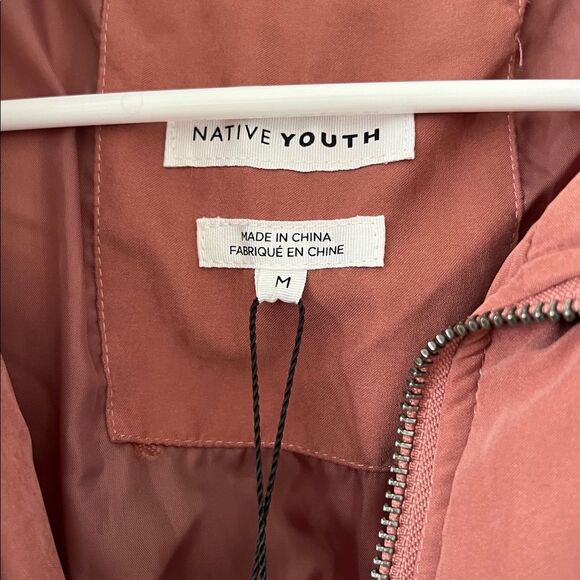 NATIVE YOUTH
MADE IN CHINA
FABRIQUÉ EN CHINE
M